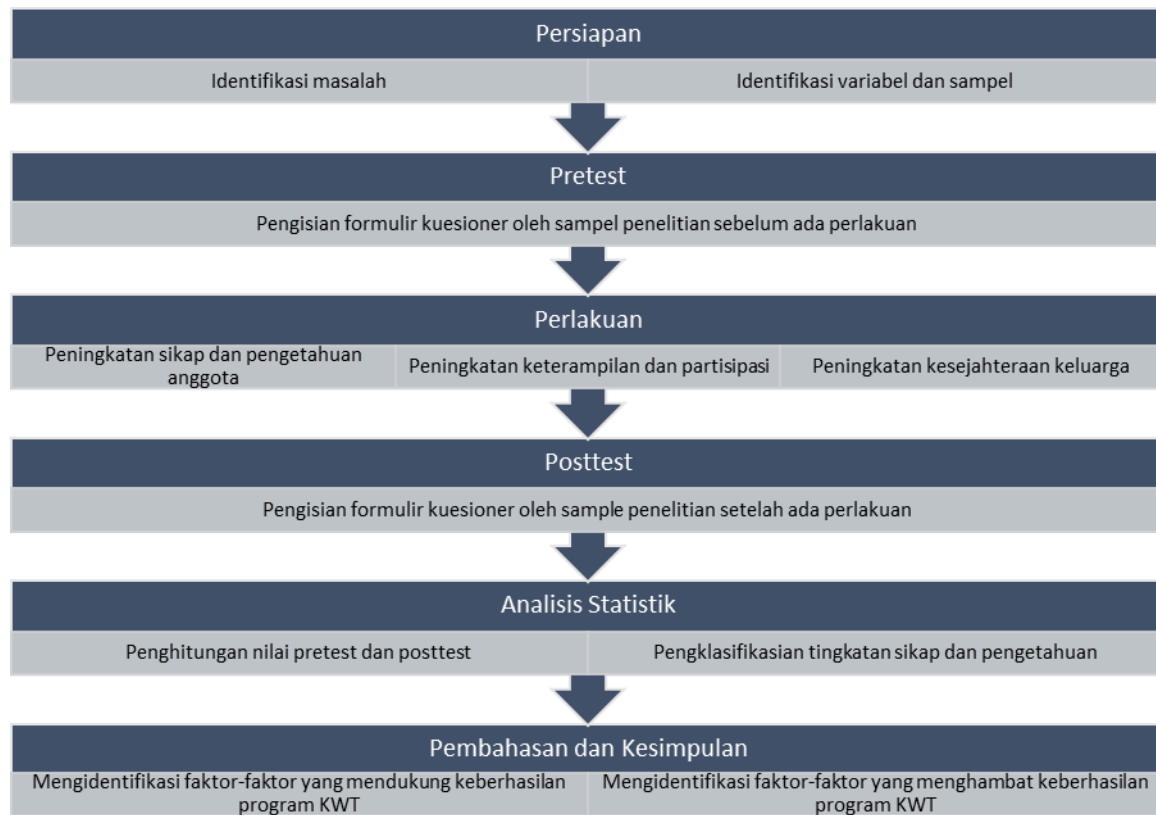 Persiapan
Identifikasi masalah
Identifikasi variabel dan sampel
Pretest
Pengisian formulir kuesioner oleh sampel penelitian sebelum ada perlakuan
Perlakuan
Peningkatan sikap dan pengetahuan
anggota
Peningkatan keterampilan dan partisipasi
Peningkatan kesejahteraan keluarga
Posttest
Pengisian formulir kuesioner oleh sample penelitian setelah ada perlakuan
Analisis Statistik
Penghitungan nilai pretest dan posttest
Pengklasifikasian tingkatan sikap dan pengetahuan
Pembahasan dan Kesimpulan
Mengidentifikasi faktor-faktor yang mendukung keberhasilan
program KWT
Mengidentifikasi faktor-faktor yang menghambat keberhasilan
program KWT